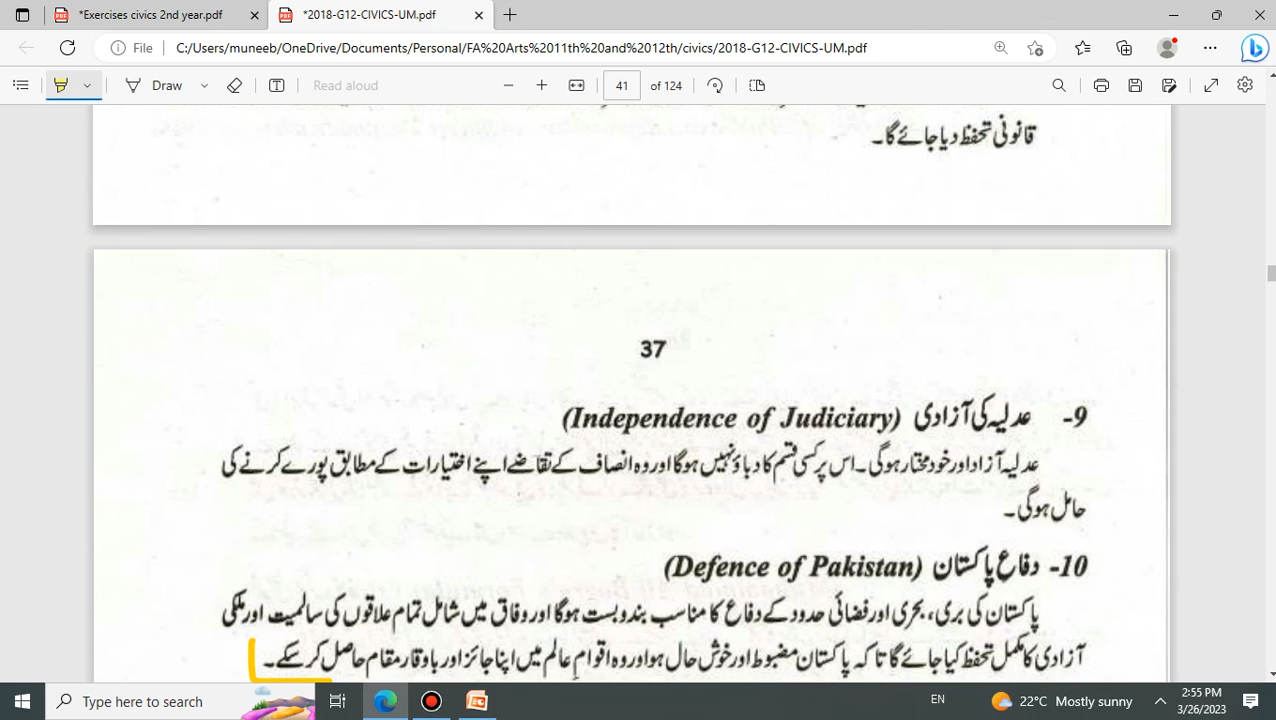 *Exercises civics 2nd year.pdf
*2018-G12-CIVICS-UM.pdf
File
C:/Users/muneeb/OneDrive/Documents/Personal/FA%20Arts%2011th%20and%2012th/civics/2018-G12-CIVICS-UM.pdf
Draw
Read aloud
41 of 124
قانونی تحفظ دیا جائے گا۔
37
9- عدلیہ کی آزادی (Independence of Judiciary)
عدلیہ آزاد اور خود مختار ہوگی۔ اس پر کسی قسم کا دباؤ نہیں ہوگا اور وہ انصاف کے تقاضے اپنے اختیارات کے مطابق پورے کرنے کی
حامل ہوگی۔
10- دفاع پاکستان (Defence of Pakistan)
پاکستان کی بری، بحری اور فضائی حدود کے دفاع کا مناسب بندوبست ہوگا اور وفاق میں شامل تمام علاقوں کی سالمیت اور ملکی
آزادی کا مکمل تحفظ کیا جائے گا تا کہ پاکستان مضبوط اور خوش حال ہو اور وہ اقوامِ عالم میں اپنا جائز اور باوقار مقام حاصل کر سکے۔
Type here to search
EN
22°C Mostly sunny
2:55 PM
3/26/2023